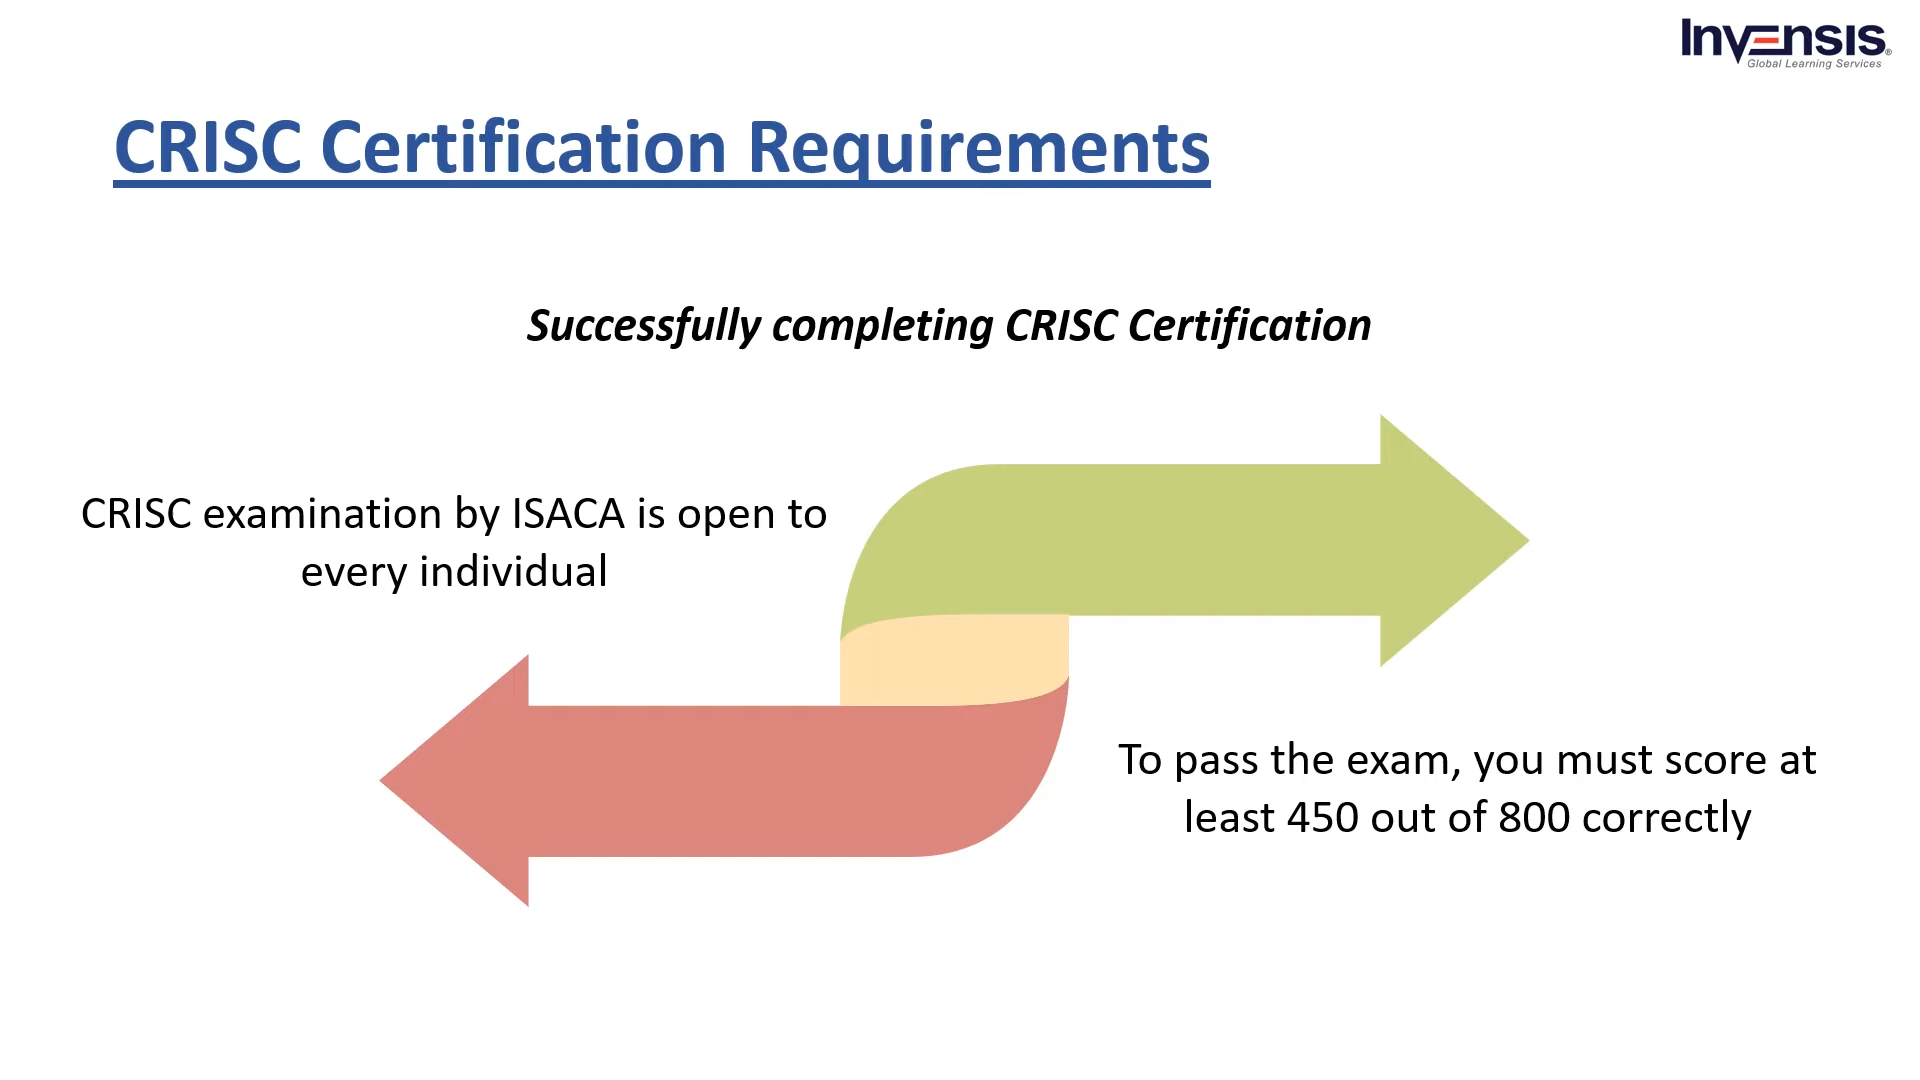 Invensis®
Global Learning Services
CRISC Certification Requirements
Successfully completing CRISC Certification
CRISC examination by ISACA is open to
every individual
To pass the exam, you must score at
least 450 out of 800 correctly